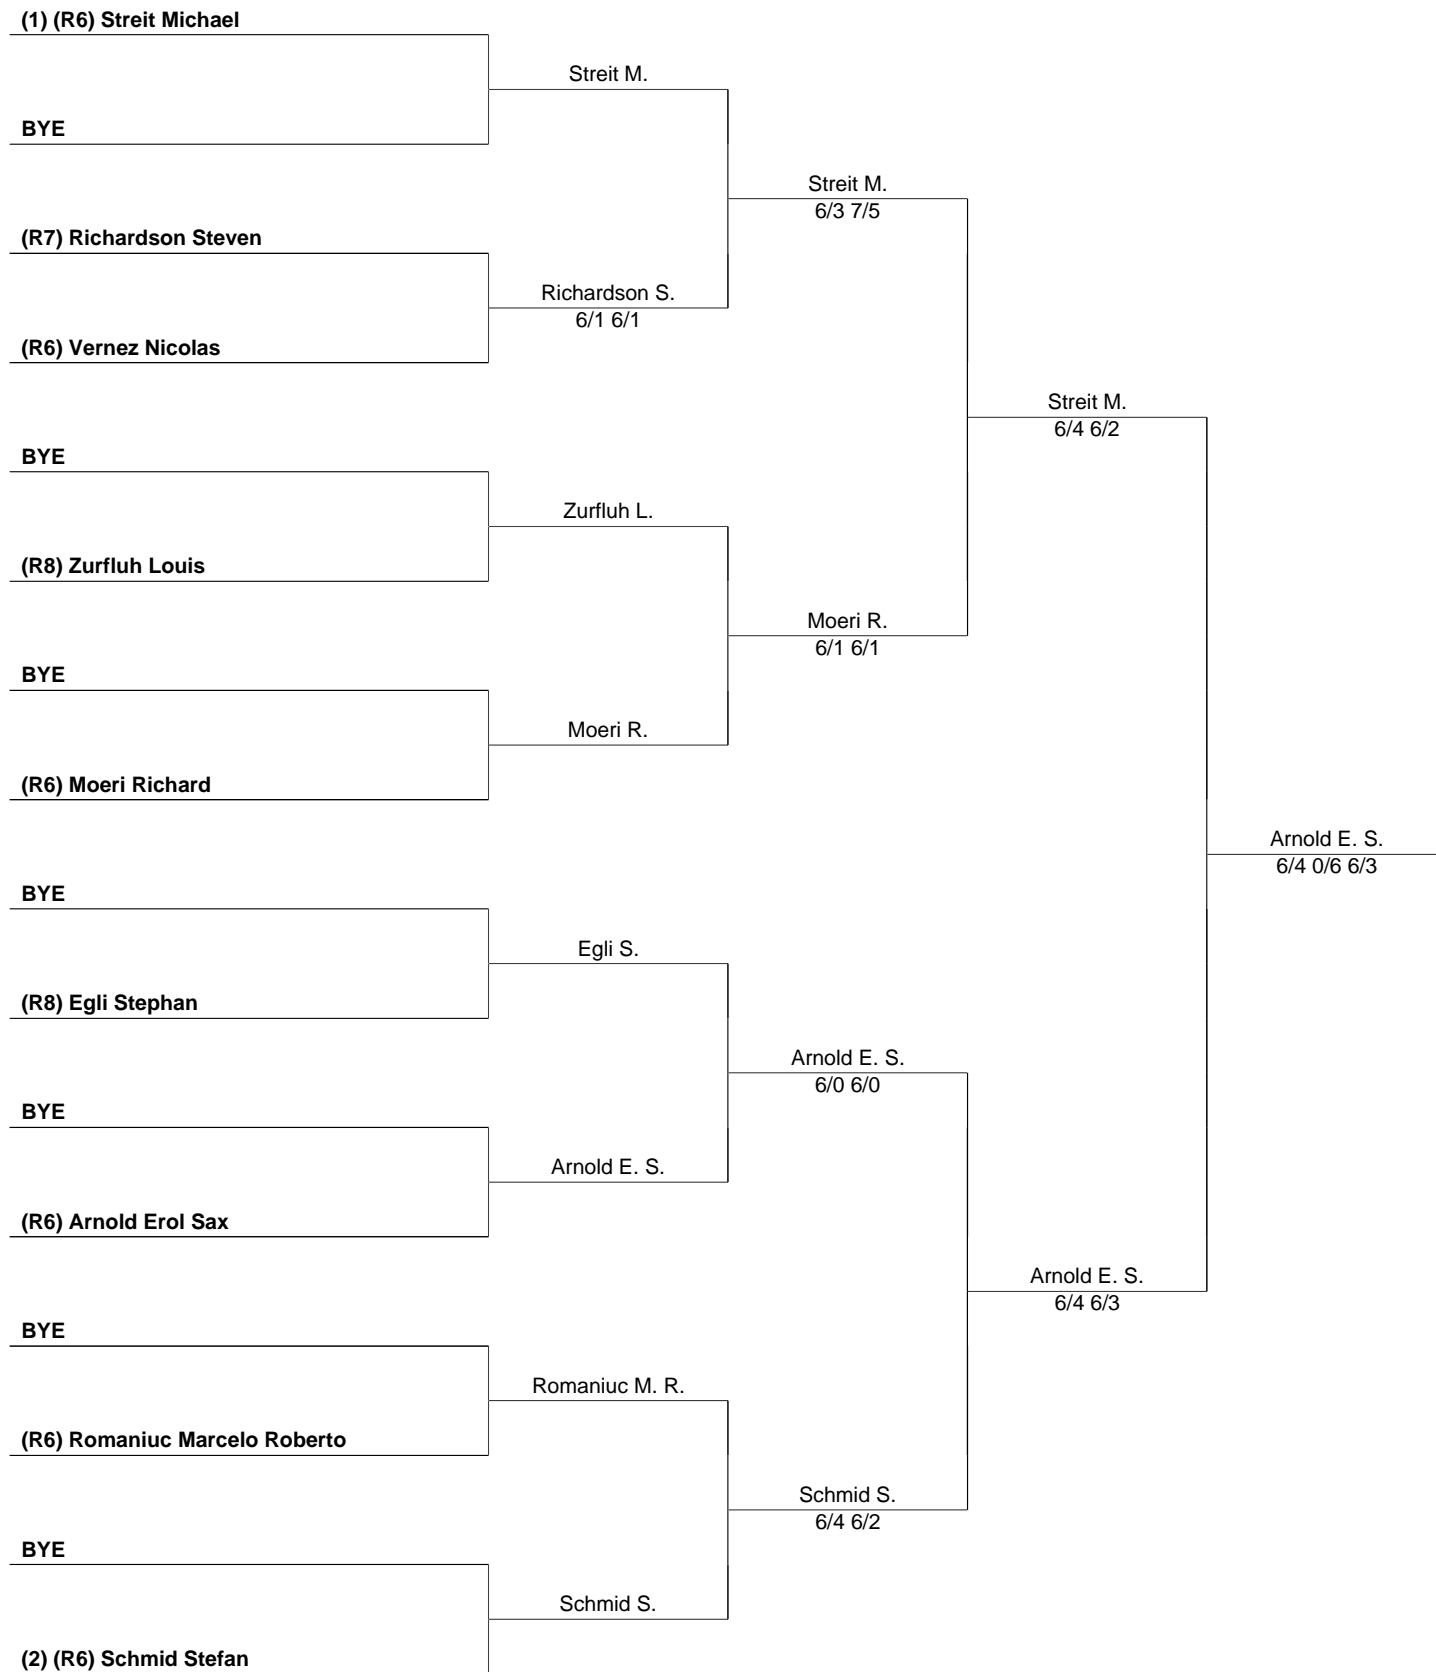 (1) (R6) Streit Michael
Streit M.
BYE
Streit M.
6/3 7/5
(R7) Richardson Steven
Richardson S.
6/1 6/1
(R6) Vernez Nicolas
Streit M.
6/4 6/2
BYE
Zurfluh L.
(R8) Zurfluh Louis
Moeri R.
6/1 6/1
BYE
Moeri R.
(R6) Moeri Richard
Arnold E. S.
6/4 0/6 6/3
BYE
Egli S.
(R8) Egli Stephan
Arnold E. S.
6/0 6/0
BYE
Arnold E. S.
(R6) Arnold Erol Sax
Arnold E. S.
6/4 6/3
BYE
Romaniuc M. R.
(R6) Romaniuc Marcelo Roberto
Schmid S.
6/4 6/2
BYE
Schmid S.
(2) (R6) Schmid Stefan